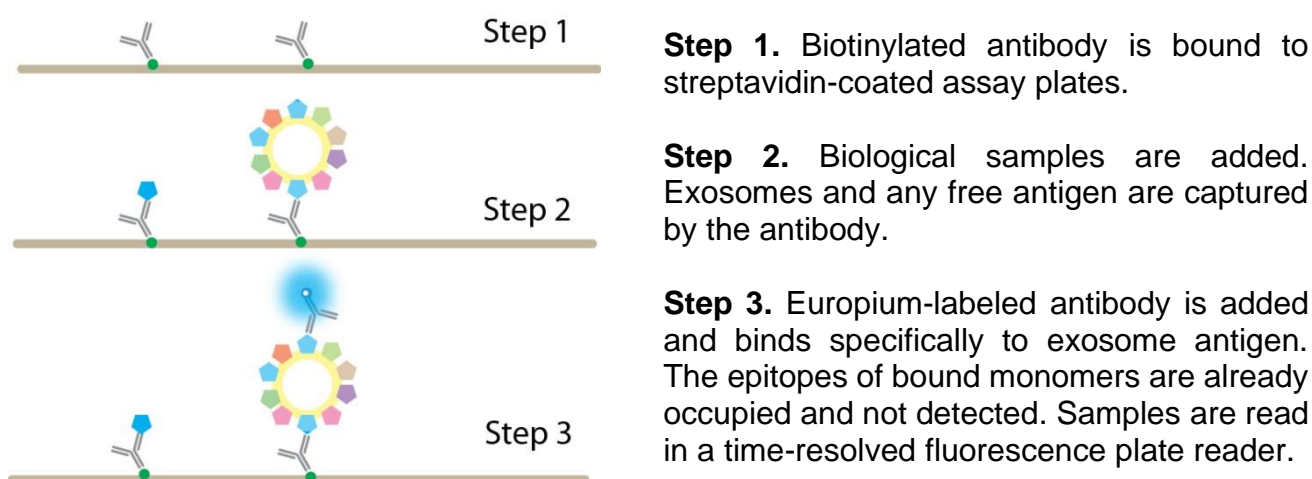 Step 1
Step 2
Step 3
Step 1. Biotinylated antibody is bound to
streptavidin-coated assay plates.
Step 2. Biological samples are added.
Exosomes and any free antigen are captured
by the antibody.
Step 3. Europium-labeled antibody is added
and binds specifically to exosome antigen.
The epitopes of bound monomers are already
occupied and not detected. Samples are read
in a time-resolved fluorescence plate reader.